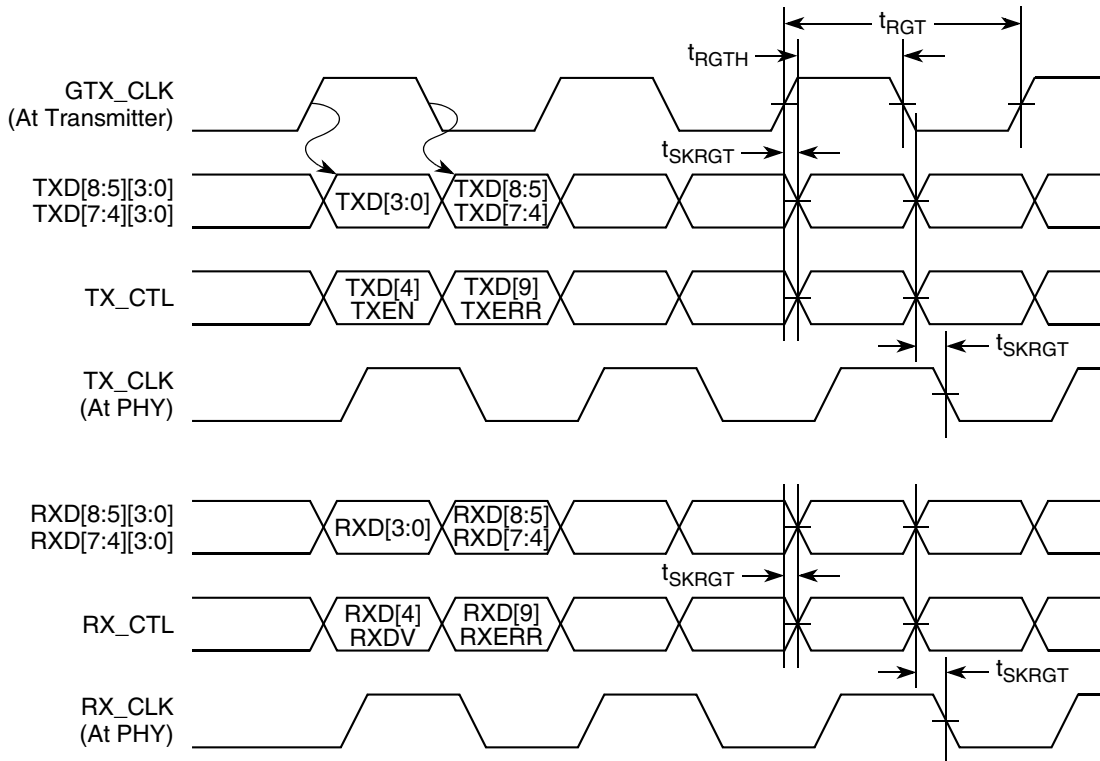 tRGT
tRGTH
GTX_CLK
(At Transmitter)
tSKRGT
TXD[8:5][3:0]
TXD[7:4][3:0]
TXD[3:0]
TXD[8:5]
TXD[7:4]
TX_CTL
TXD[4]
TXEN
TXD[9]
TXERR
tSKRGT
TX_CLK
(At PHY)
RXD[8:5][3:0]
RXD[7:4][3:0]
RXD[3:0]
RXD[8:5]
RXD[7:4]
tSKRGT
RX_CTL
RXD[4]
RXDV
RXD[9]
RXERR
tSKRGT
RX_CLK
(At PHY)